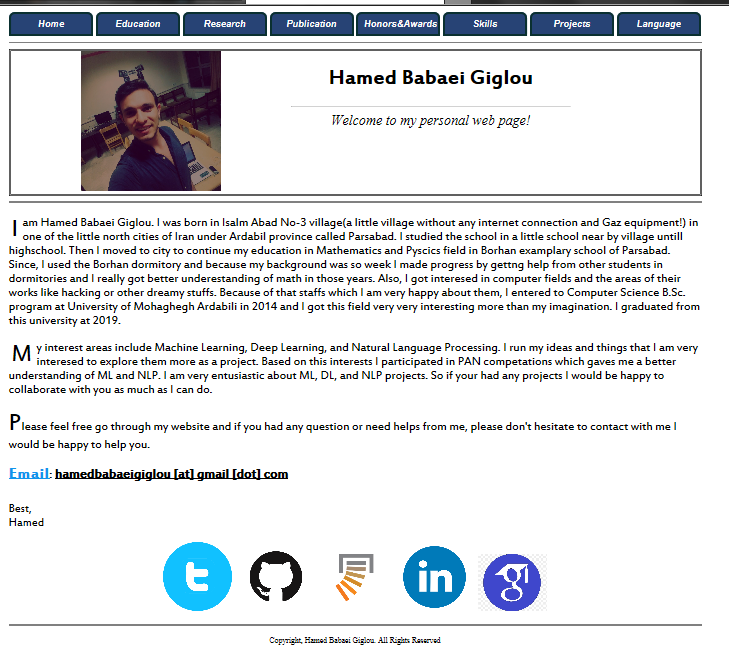 Home Education Research Publication Honors&Awards Skills Projects Language
Hamed Babaei Giglou
Welcome to my personal web page!
I am Hamed Babaei Giglou. I was born in Isalm Abad No-3 village(a little village without any internet connection and Gaz equipment!) in
one of the little north cities of Iran under Ardabil province called Parsabad. I studied the school in a little school near by village untill
highschool. Then I moved to city to continue my education in Mathematics and Pyscics field in Borhan examplary school of Parsabad.
Since, I used the Borhan dormitory and because my background was so week I made progress by gettng help from other students in
dormitories and I really got better understanding of math in those years. Also, I got interesed in computer fields and the areas of their
works like hacking or other dreamy stuffs. Because of that staffs which I am very happy about them, I entered to Computer Science B.Sc.
program at University of Mohaghegh Ardabili in 2014 and I got this field very very interesting more than my imagination. I graduated from
this university at 2019.
My interest areas include Machine Learning, Deep Learning, and Natural Language Processing. I run my ideas and things that I am very
interesed to explore them more as a project. Based on this interests I participated in PAN competations which gaves me a better
understanding of ML and NLP. I am very entusiastic about ML, DL, and NLP projects. So if your had any projects I would be happy to
collaborate with you as much as I can do.
Please feel free go through my website and if you had any question or need helps from me, please don't hesitate to contact with me I
would be happy to help you.
Email: hamedbabaeigiglou [at] gmail [dot] com
Best,
Hamed
t in g
Copyright, Hamed Babaei Giglou. All Rights Reserved